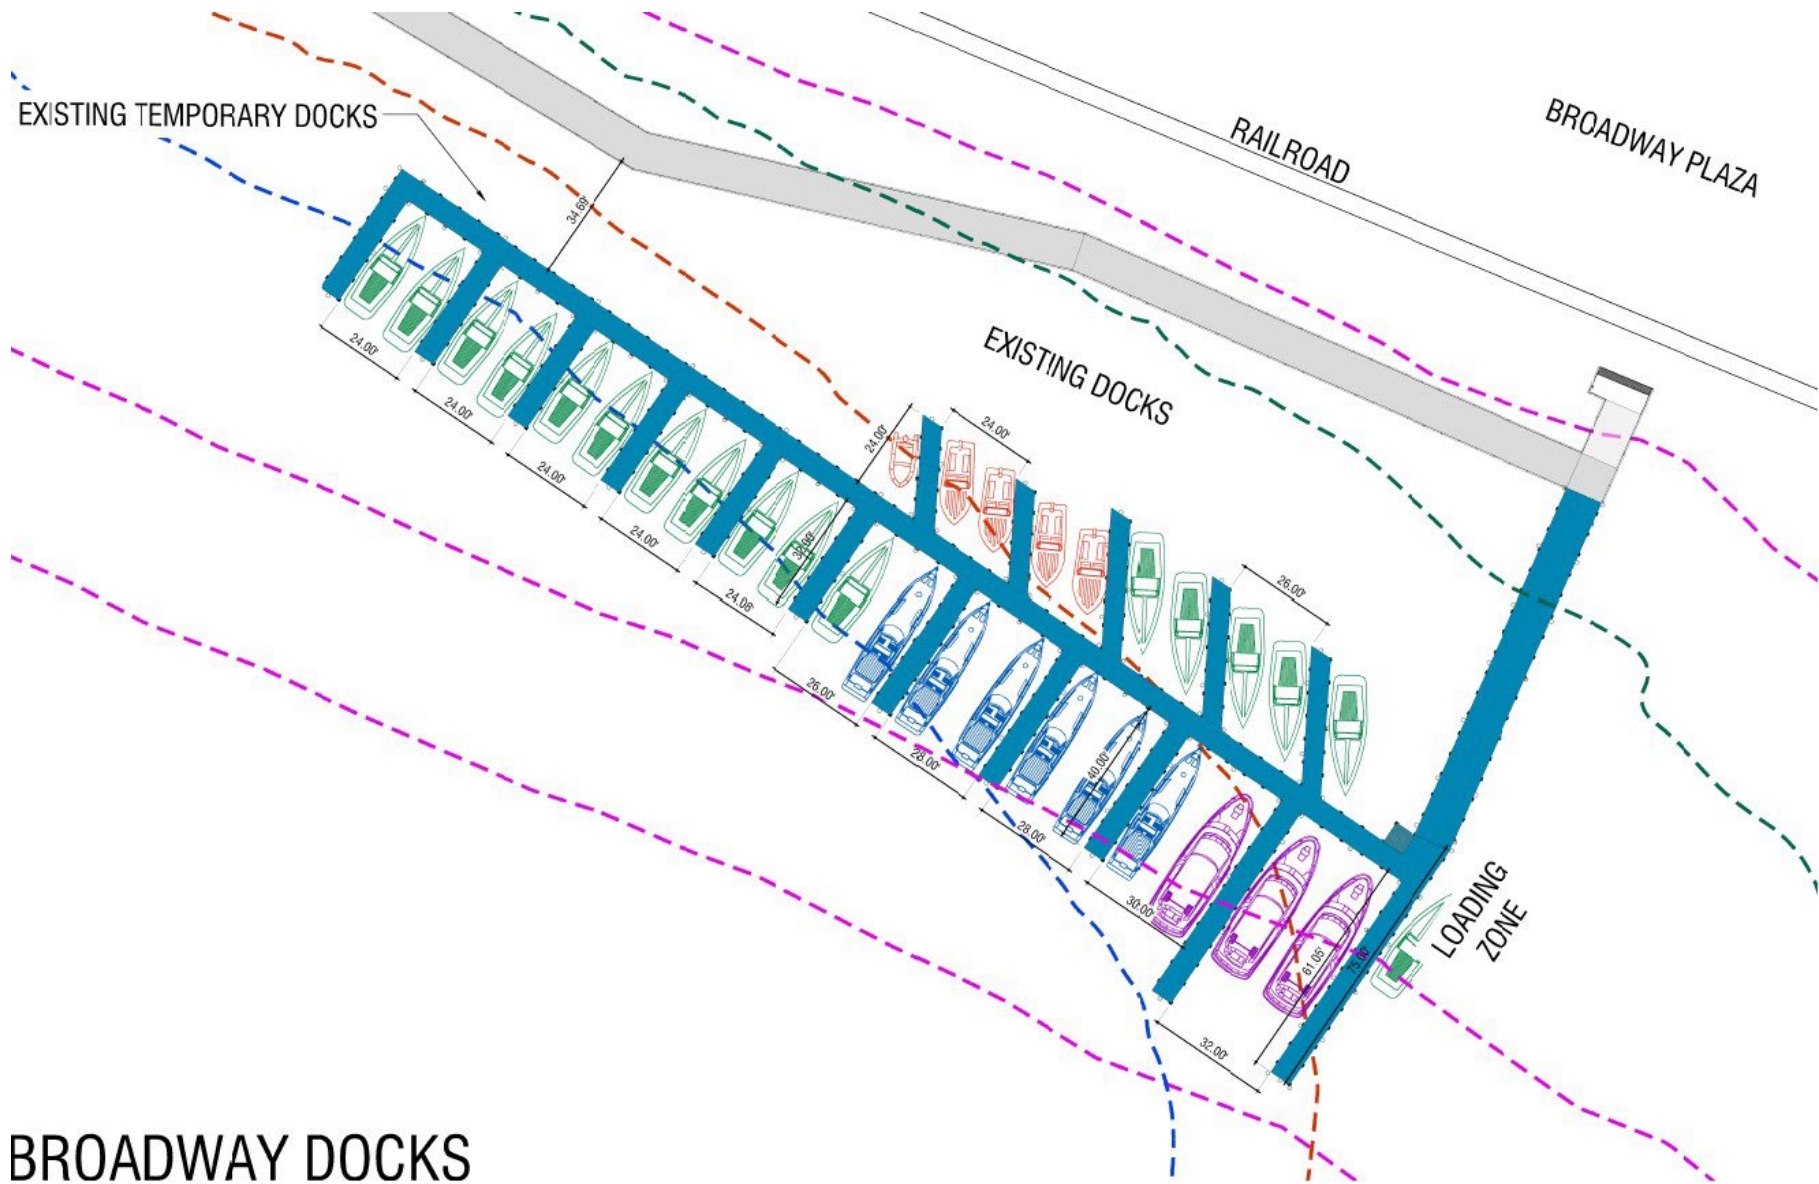 BROADWAY PLAZA
RAILROAD
EXISTING TEMPORARY DOCKS
34.69'
EXISTING DOCKS
24.00'
24.00'
24.00'
24.00'
24.00'
24.00'
24.08'
26.00'
28.00'
28.00'
30.00'
32.00'
24.00'
26.00'
40.00'
61.05'
75.00'
LOADING
ZONE
BROADWAY DOCKS